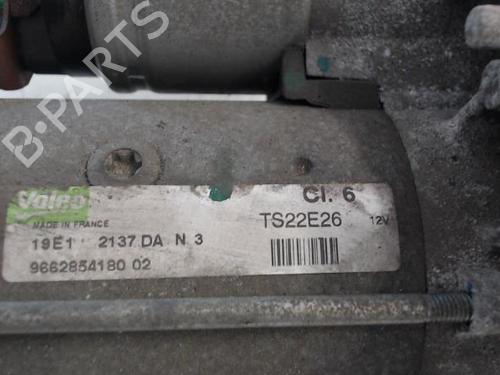 B-PARTS
Valeo
Cl. 6
MADE IN FRANCE
TS22E26 12V
19E1 2137 DA N 3
9662854180 02